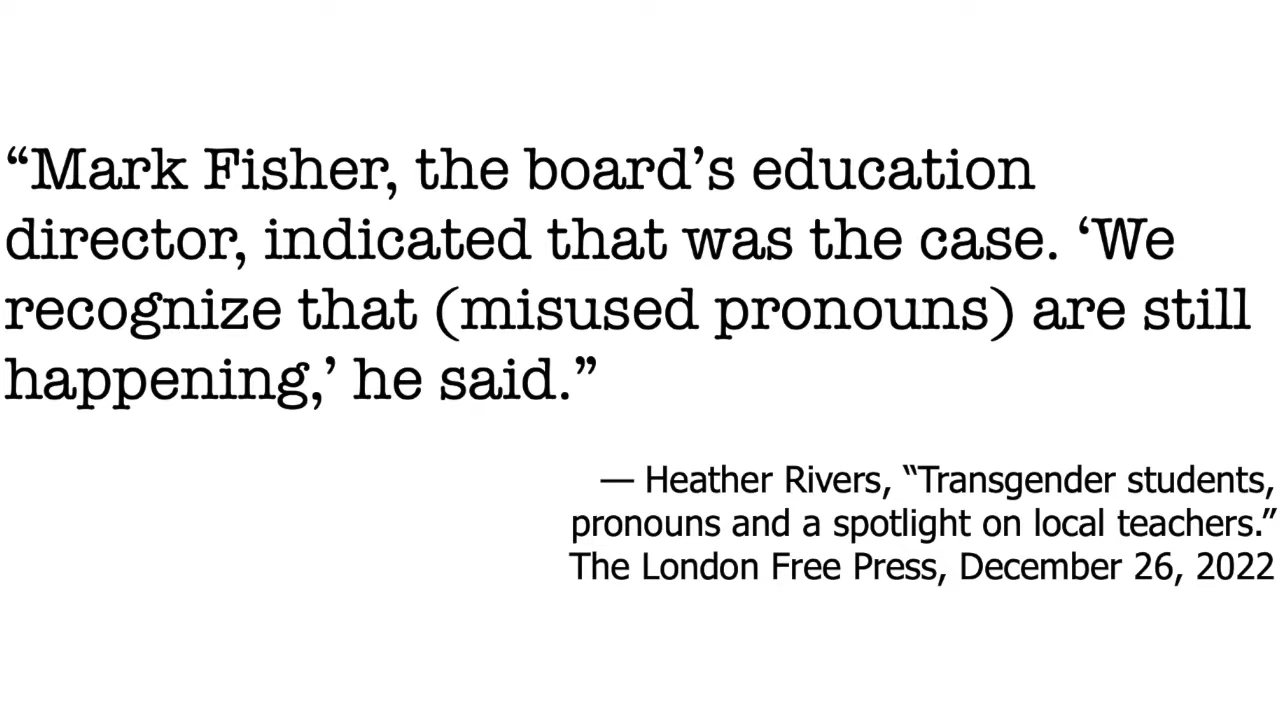 “Mark Fisher, the board’s education
director, indicated that was the case. ‘We
recognize that (misused pronouns) are still
happening,’ he said.”
— Heather Rivers, “Transgender students,
pronouns and a spotlight on local teachers.”
The London Free Press, December 26, 2022